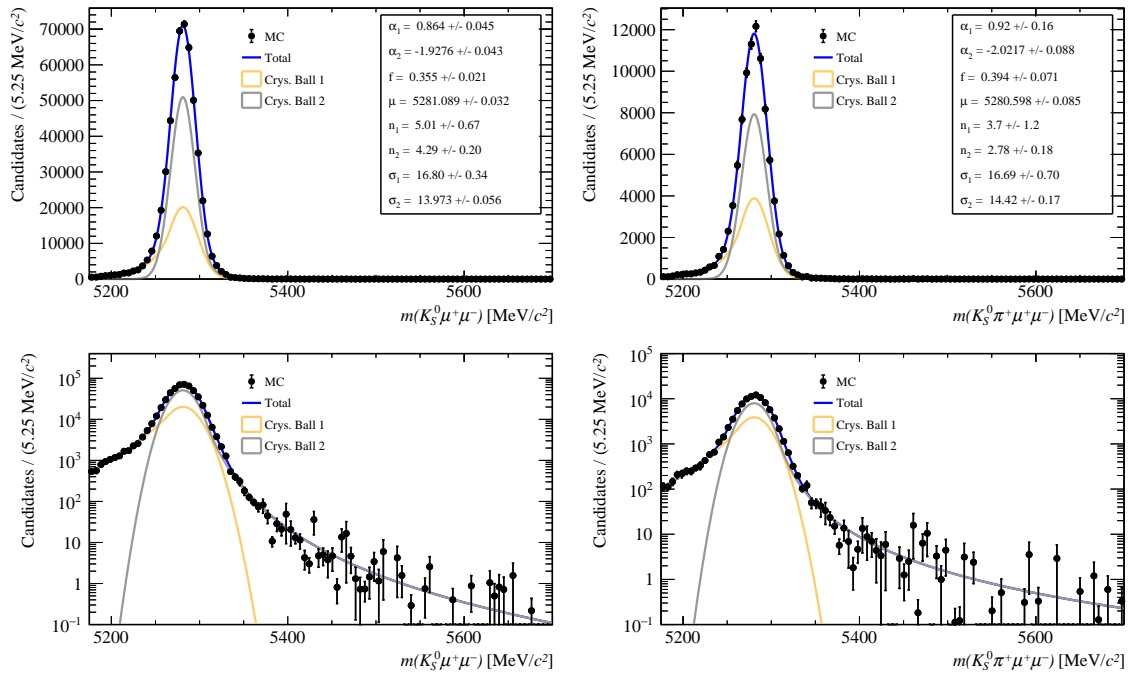 Candidates / (5.25 MeV/c²)
70000
60000
50000
40000
30000
20000
10000
0
MC
Total
Crys. Ball 1
Crys. Ball 2
α₁ = 0.864 +/- 0.045
α₂ = -1.9276 +/- 0.043
f = 0.355 +/- 0.021
μ = 5281.089 +/- 0.032
n₁ = 5.01 +/- 0.67
n₂ = 4.29 +/- 0.20
σ₁ = 16.80 +/- 0.34
σ₂ = 13.973 +/- 0.056
5200 5400 5600
m(K_S^0 μ⁺μ⁻) [MeV/c²]
Candidates / (5.25 MeV/c²)
12000
10000
8000
6000
4000
2000
0
MC
Total
Crys. Ball 1
Crys. Ball 2
α₁ = 0.92 +/- 0.16
α₂ = -2.0217 +/- 0.088
f = 0.394 +/- 0.071
μ = 5280.598 +/- 0.085
n₁ = 3.7 +/- 1.2
n₂ = 2.78 +/- 0.18
σ₁ = 16.69 +/- 0.70
σ₂ = 14.42 +/- 0.17
5200 5400 5600
m(K_S^0 π⁺μ⁺μ⁻) [MeV/c²]
Candidates / (5.25 MeV/c²)
10⁵
10⁴
10³
10²
10
1
10⁻¹
MC
Total
Crys. Ball 1
Crys. Ball 2
5200 5400 5600
m(K_S^0 μ⁺μ⁻) [MeV/c²]
Candidates / (5.25 MeV/c²)
10⁵
10⁴
10³
10²
10
1
10⁻¹
MC
Total
Crys. Ball 1
Crys. Ball 2
5200 5400 5600
m(K_S^0 π⁺μ⁺μ⁻) [MeV/c²]